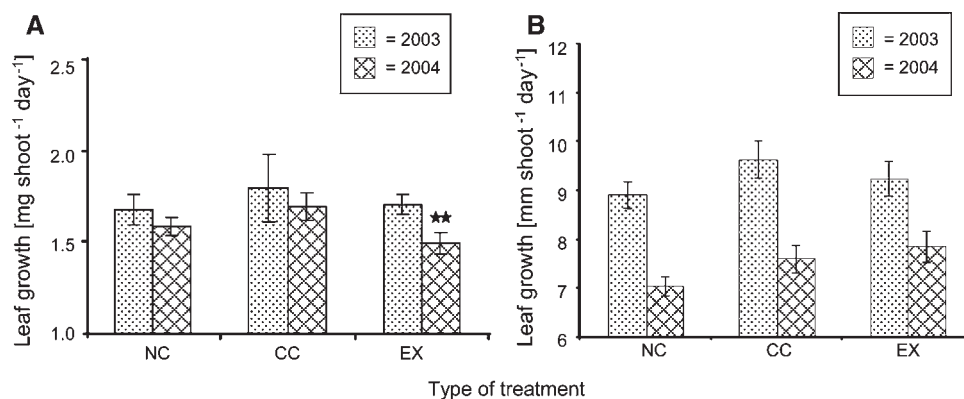 A
Leaf growth [mg shoot⁻¹ day⁻¹]
2.5
2.0
1.5
1.0
= 2003
= 2004
★★
NC CC EX
B
Leaf growth [mm shoot⁻¹ day⁻¹]
12
11
10
9
8
7
6
= 2003
= 2004
NC CC EX
Type of treatment